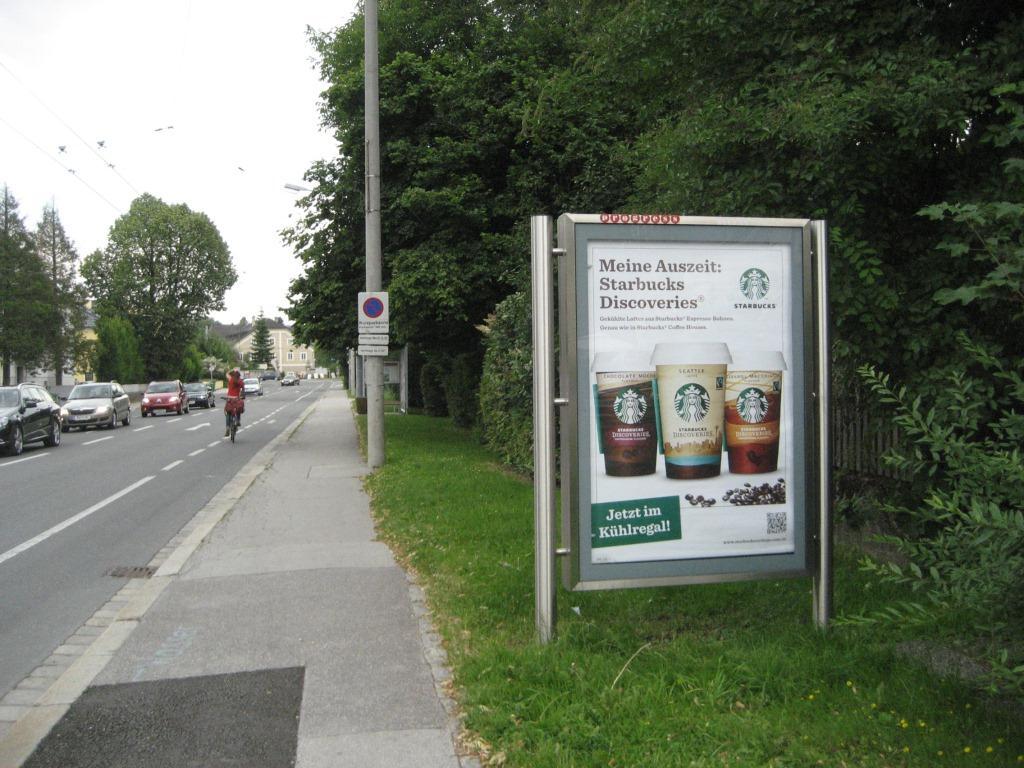 PROGRESS
Meine Auszeit:
Starbucks
Discoveries®
STARBUCKS
Gekühlte Lattes aus Starbucks® Espresso Bohnen.
Genau wie in Starbucks® Coffee Houses.
SEATTLE
STARBUCKS
DISCOVERIES
STARBUCKS
DISCOVERIES
STARBUCKS
DISCOVERIES
Jetzt im
Kühlregal!